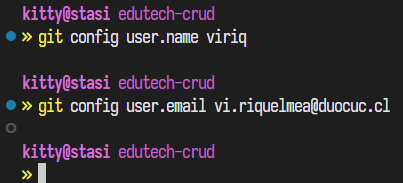 kitty@stasi edutech-crud
» git config user.name viriq
kitty@stasi edutech-crud
» git config user.email vi.riquelmea@duocuc.cl
kitty@stasi edutech-crud
»